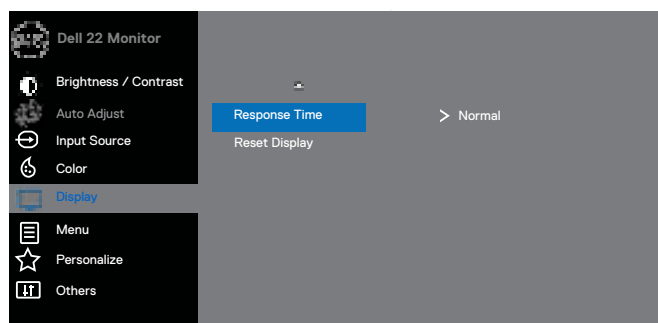 Dell 22 Monitor
Brightness / Contrast
Auto Adjust
Response Time
Normal
Input Source
Reset Display
Color
Display
Menu
Personalize
Others